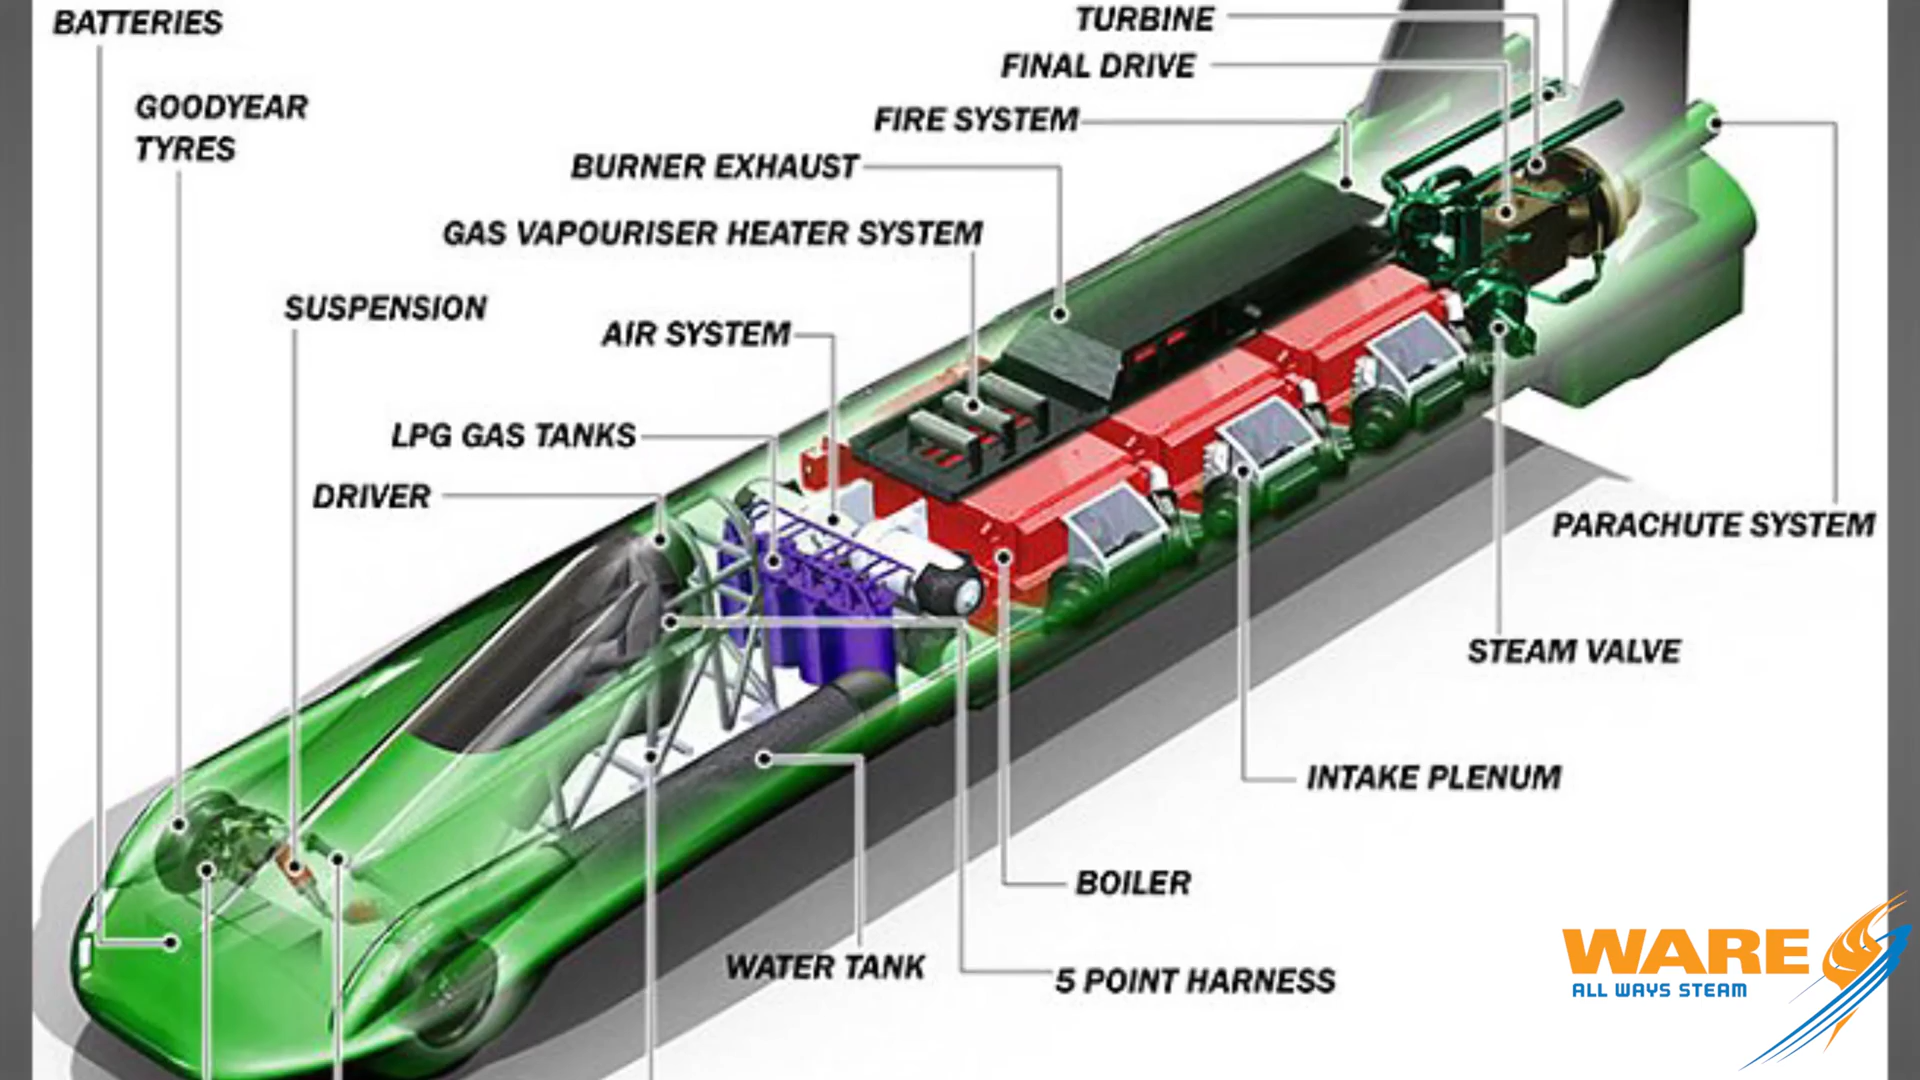 BATTERIES
TURBINE
FINAL DRIVE
GOODYEAR
TYRES
FIRE SYSTEM
BURNER EXHAUST
GAS VAPOURISER HEATER SYSTEM
SUSPENSION
AIR SYSTEM
LPG GAS TANKS
DRIVER
PARACHUTE SYSTEM
STEAM VALVE
INTAKE PLENUM
BOILER
WATER TANK
5 POINT HARNESS
WARE
ALL WAYS STEAM